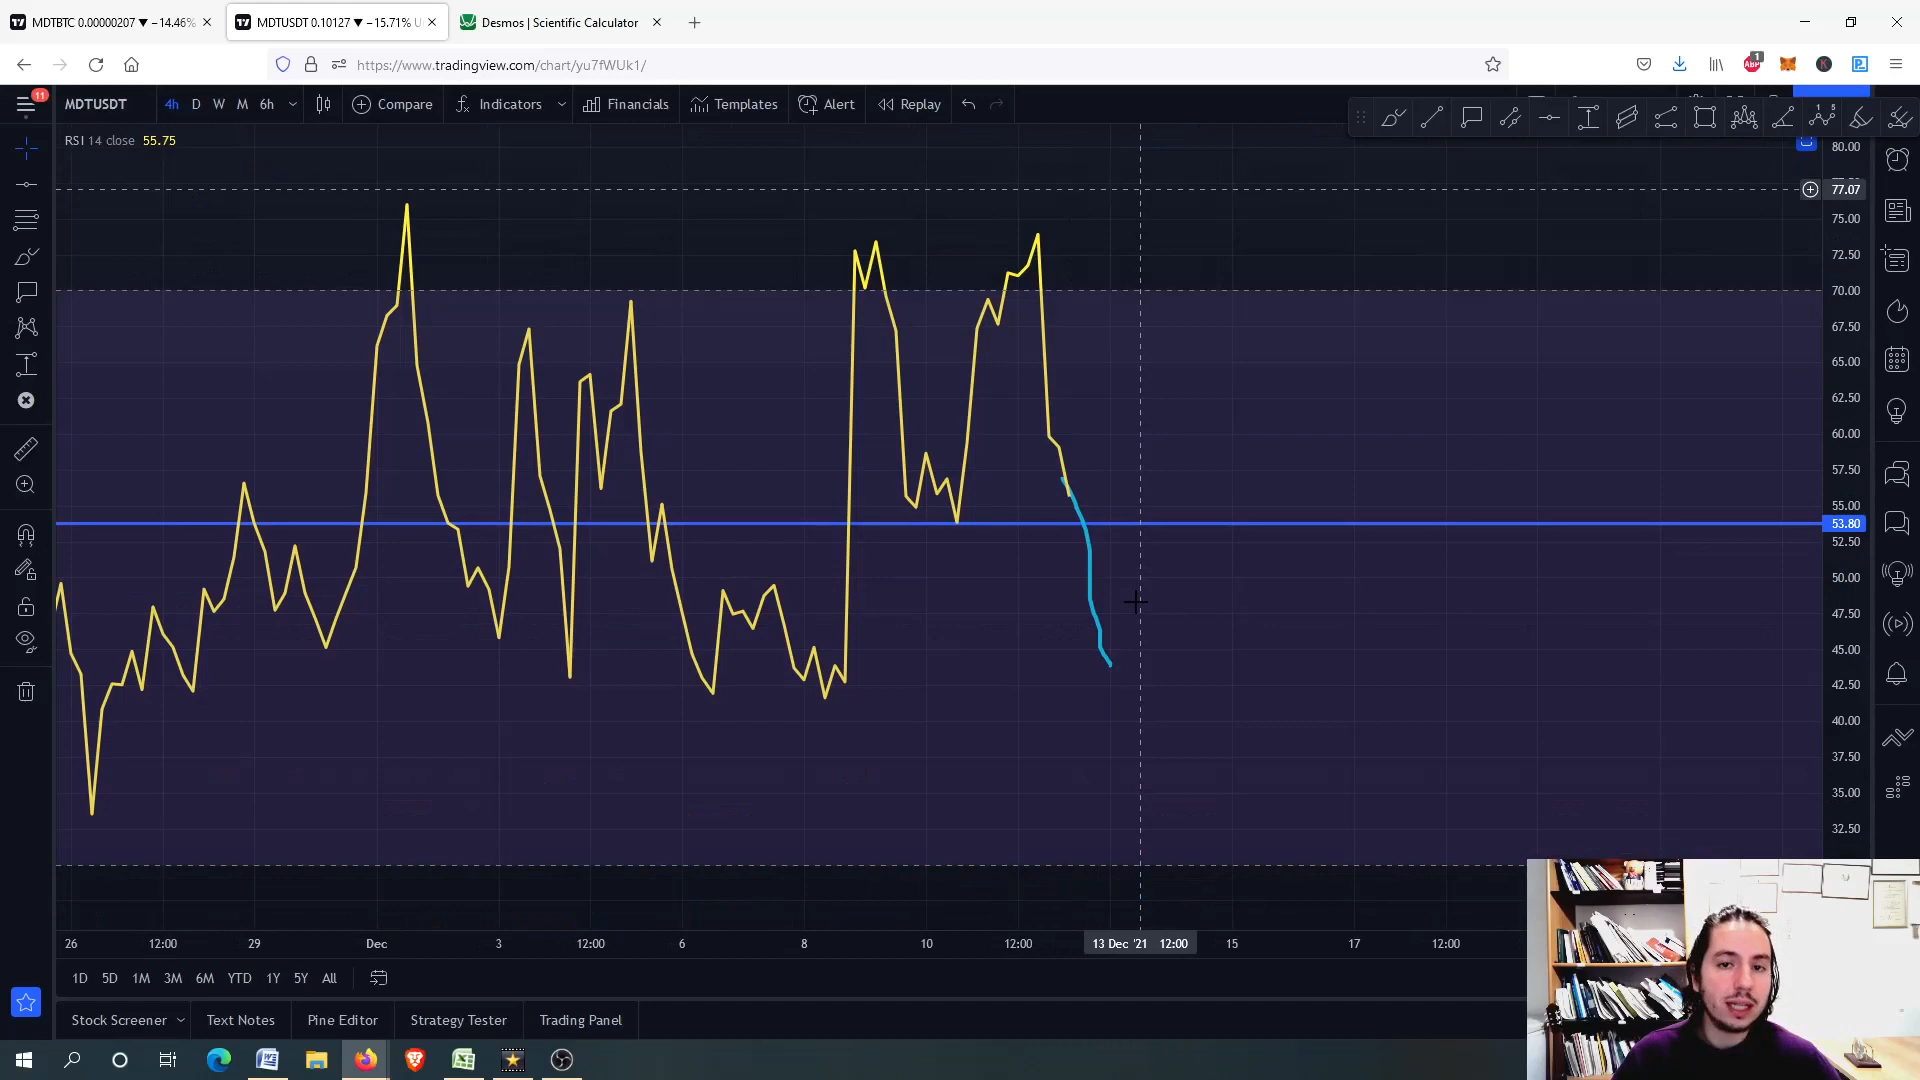 MDTBTC 0.00000207 ▼ −14.46%
MDTUSDT 0.10127 ▼ −15.71% U
Desmos | Scientific Calculator
https://www.tradingview.com/chart/yu7fWUk1/
1
ABP
K
11
MDTUSDT
4h D W M 6h
Compare
Indicators
Financials
Templates
Alert
Replay
1 5
RSI 14 close 55.75
80.00
77.07
75.00
72.50
70.00
67.50
65.00
62.50
60.00
57.50
55.00
53.80
52.50
50.00
47.50
45.00
42.50
40.00
37.50
35.00
32.50
26 12:00 29 Dec 3 12:00 6 8 10 12:00 13 Dec '21 12:00 15 17 12:00
1D 5D 1M 3M 6M YTD 1Y 5Y All
Stock Screener Text Notes Pine Editor Strategy Tester Trading Panel